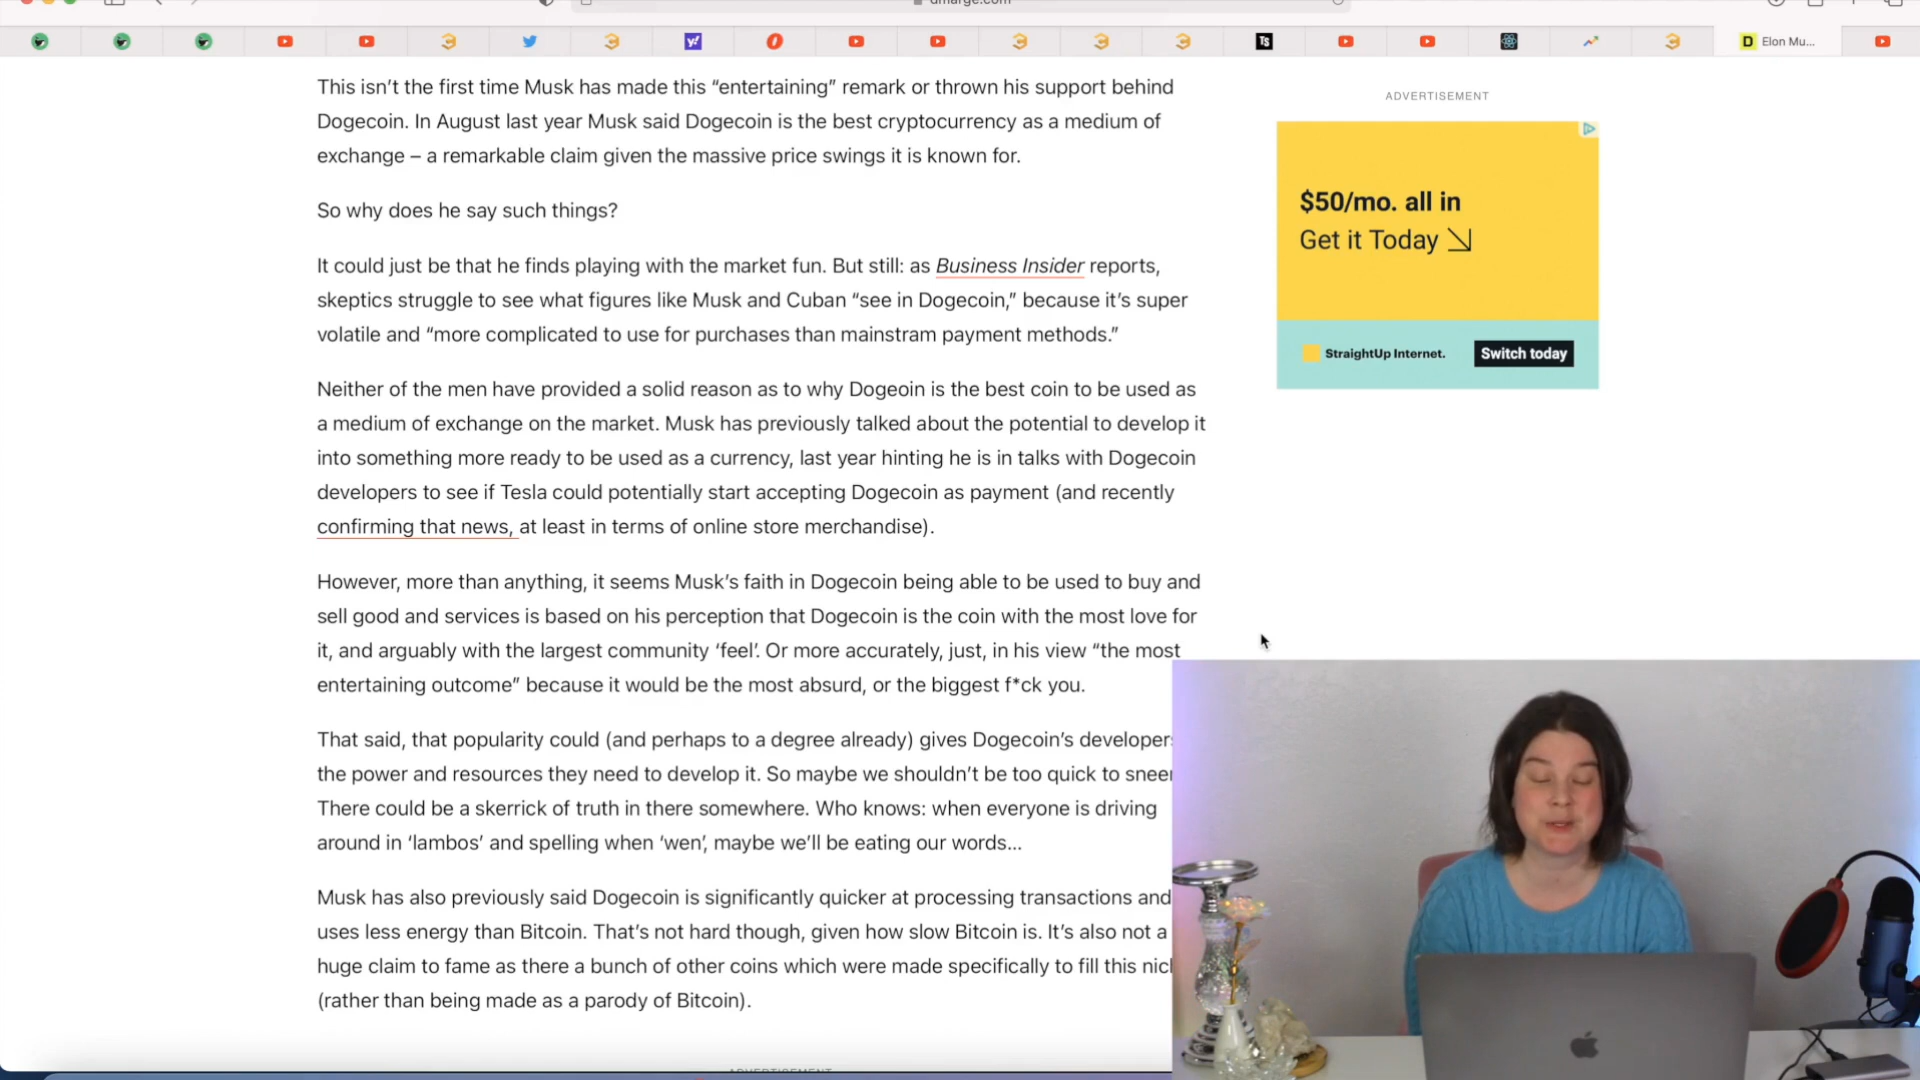 dmarge.com
Elon Mu...
This isn’t the first time Musk has made this “entertaining” remark or thrown his support behind
Dogecoin. In August last year Musk said Dogecoin is the best cryptocurrency as a medium of
exchange – a remarkable claim given the massive price swings it is known for.
So why does he say such things?
It could just be that he finds playing with the market fun. But still: as Business Insider reports,
skeptics struggle to see what figures like Musk and Cuban “see in Dogecoin,” because it’s super
volatile and “more complicated to use for purchases than mainstram payment methods.”
Neither of the men have provided a solid reason as to why Dogeoin is the best coin to be used as
a medium of exchange on the market. Musk has previously talked about the potential to develop it
into something more ready to be used as a currency, last year hinting he is in talks with Dogecoin
developers to see if Tesla could potentially start accepting Dogecoin as payment (and recently
confirming that news, at least in terms of online store merchandise).
However, more than anything, it seems Musk’s faith in Dogecoin being able to be used to buy and
sell good and services is based on his perception that Dogecoin is the coin with the most love for
it, and arguably with the largest community ‘feel’. Or more accurately, just, in his view “the most
entertaining outcome” because it would be the most absurd, or the biggest f*ck you.
That said, that popularity could (and perhaps to a degree already) gives Dogecoin’s developer
the power and resources they need to develop it. So maybe we shouldn’t be too quick to sneer
There could be a skerrick of truth in there somewhere. Who knows: when everyone is driving
around in ‘lambos’ and spelling when ‘wen’, maybe we’ll be eating our words...
Musk has also previously said Dogecoin is significantly quicker at processing transactions and
uses less energy than Bitcoin. That’s not hard though, given how slow Bitcoin is. It’s also not a
huge claim to fame as there a bunch of other coins which were made specifically to fill this nic
(rather than being made as a parody of Bitcoin).
ADVERTISEMENT
$50/mo. all in
Get it Today
StraightUp Internet.
Switch today
ADVERTISEMENT